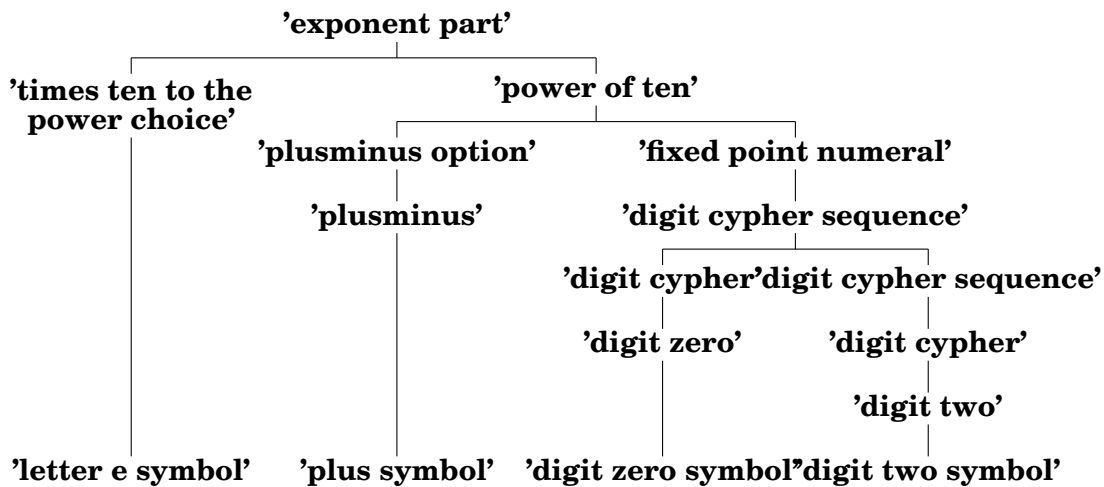 ’exponent part’
’times ten to the
power choice’
’power of ten’
’plusminus option’
’fixed point numeral’
’plusminus’
’digit cypher sequence’
’digit cypher’
’digit cypher sequence’
’digit zero’
’digit cypher’
’digit two’
’letter e symbol’
’plus symbol’
’digit zero symbol’
’digit two symbol’